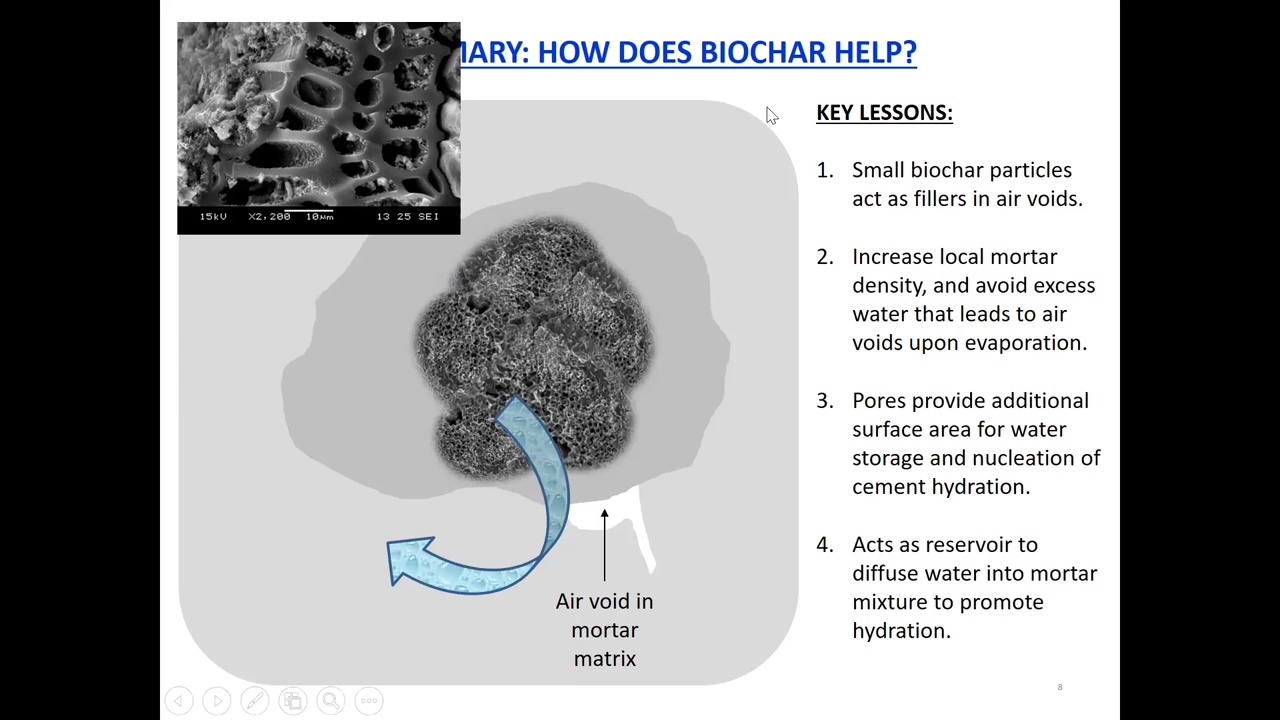 MARY: HOW DOES BIOCHAR HELP?
15kV X2,200 10µm 13 25 SEI
KEY LESSONS:
1. Small biochar particles
act as fillers in air voids.
2. Increase local mortar
density, and avoid excess
water that leads to air
voids upon evaporation.
3. Pores provide additional
surface area for water
storage and nucleation of
cement hydration.
4. Acts as reservoir to
diffuse water into mortar
mixture to promote
hydration.
Air void in
mortar
matrix
8